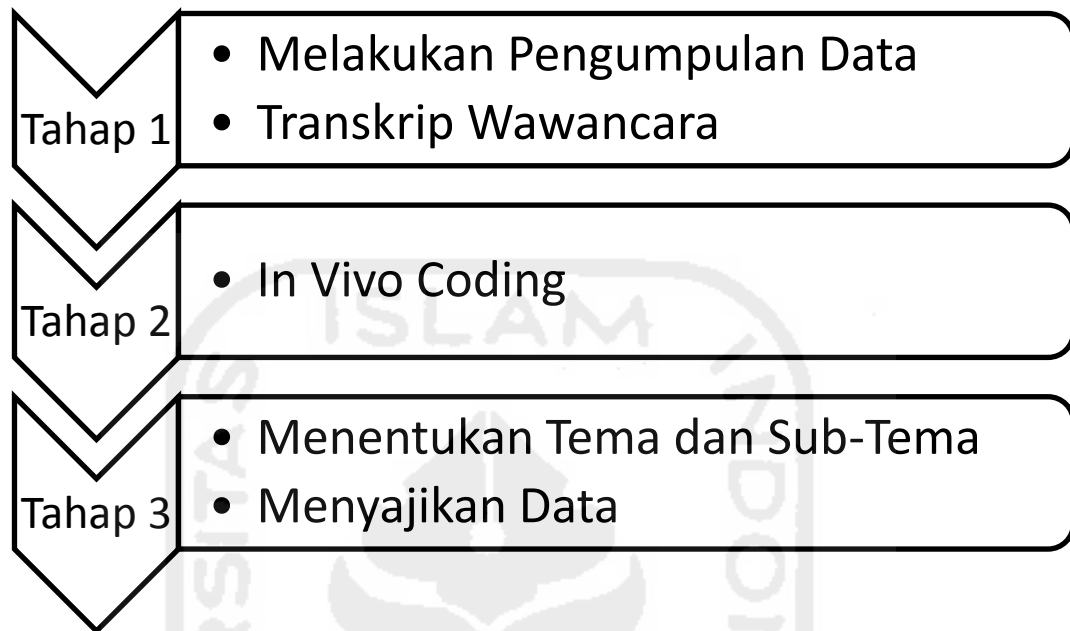 Tahap 1
• Melakukan Pengumpulan Data
• Transkrip Wawancara
Tahap 2
• In Vivo Coding
Tahap 3
• Menentukan Tema dan Sub-Tema
• Menyajikan Data
ISLAM